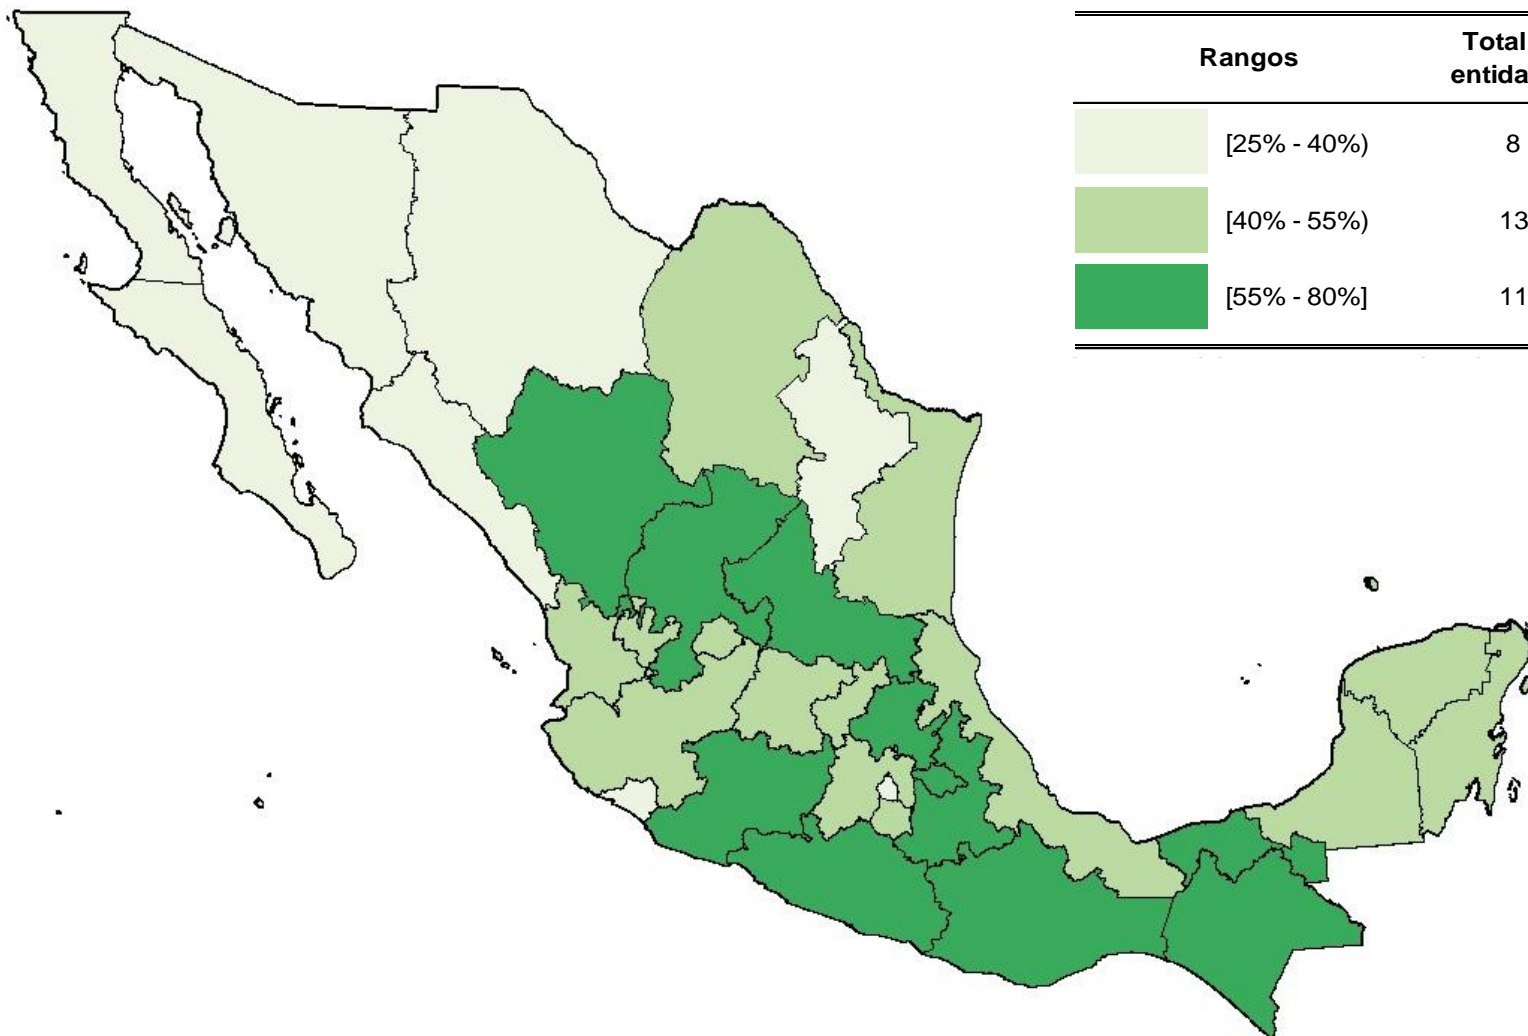 Rangos
Total
entida
[25% - 40%) 8
[40% - 55%) 13
[55% - 80%] 11